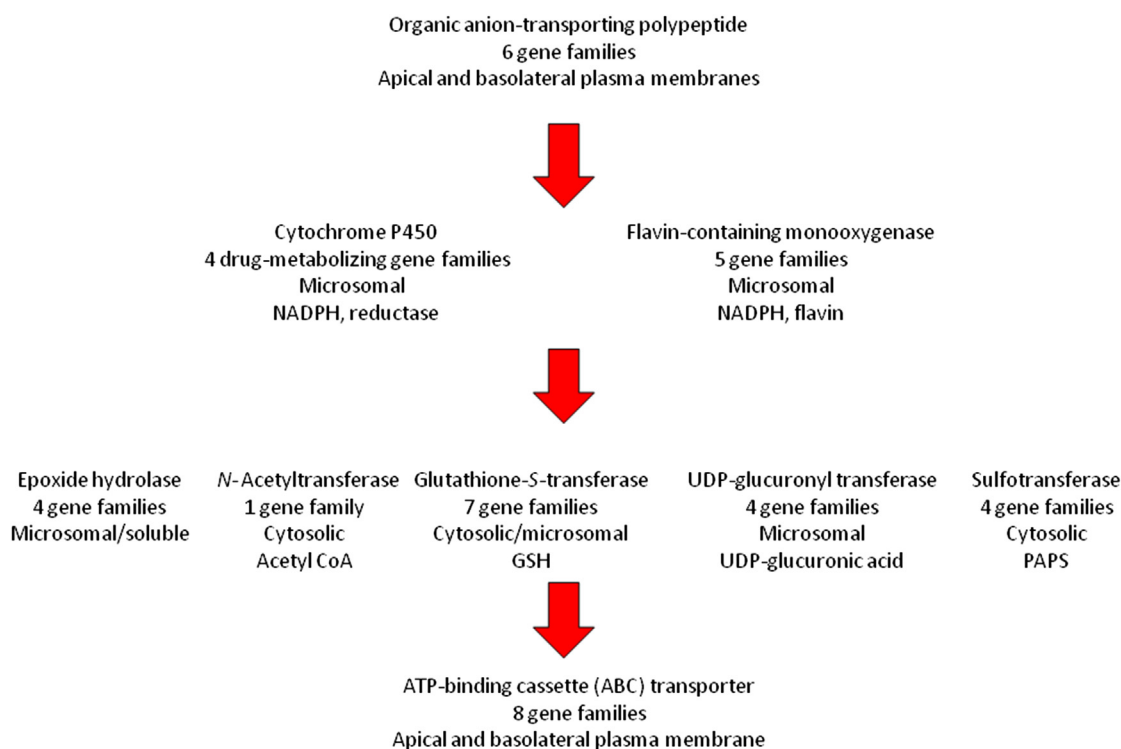 Organic anion-transporting polypeptide
6 gene families
Apical and basolateral plasma membranes
Cytochrome P450
4 drug-metabolizing gene families
Microsomal
NADPH, reductase
Flavin-containing monooxygenase
5 gene families
Microsomal
NADPH, flavin
Epoxide hydrolase
4 gene families
Microsomal/soluble
N-Acetyltransferase
1 gene family
Cytosolic
Acetyl CoA
Glutathione-S-transferase
7 gene families
Cytosolic/microsomal
GSH
UDP-glucuronyl transferase
4 gene families
Microsomal
UDP-glucuronic acid
Sulfotransferase
4 gene families
Cytosolic
PAPS
ATP-binding cassette (ABC) transporter
8 gene families
Apical and basolateral plasma membrane